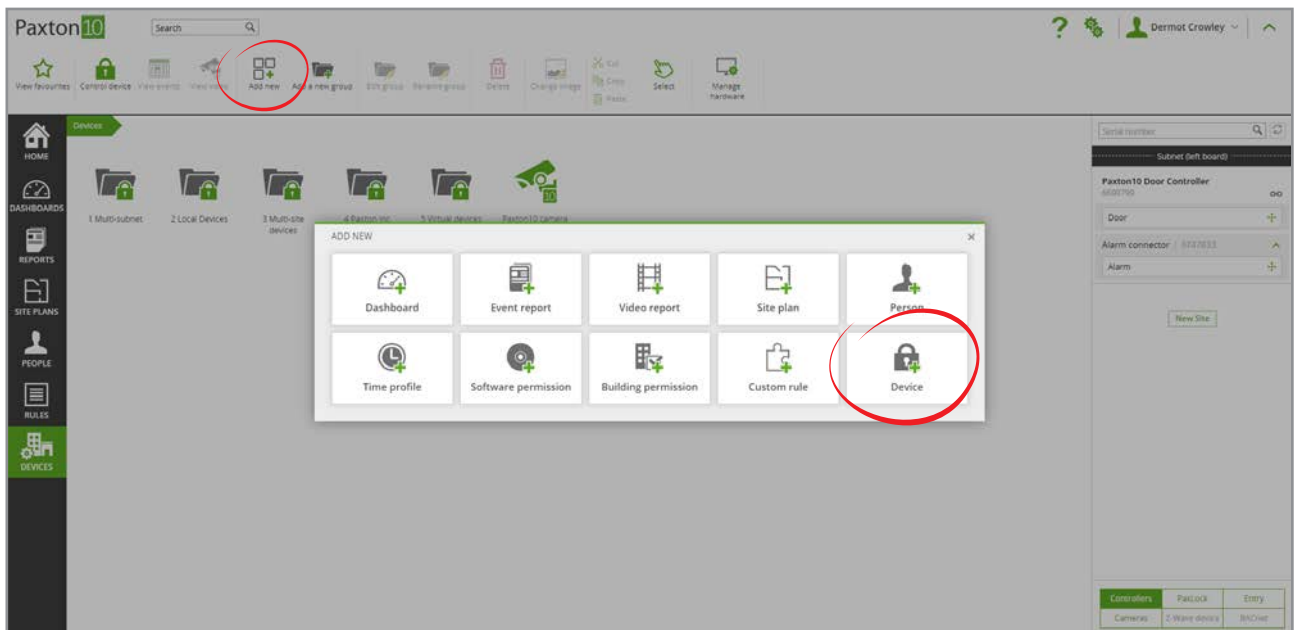 Paxton10
Search
Dermot Crowley
View favourites
Control device
View events
View video
Add new
Add a new group
Edit group
Rename group
Delete
Change image
Cut
Copy
Paste
Select
Manage hardware
HOME
DASHBOARDS
REPORTS
SITE PLANS
PEOPLE
RULES
DEVICES
Devices
1 Multi-subnet
2 Local Devices
3 Multi-site
devices
4 Paxton Inc
5 Virtual devices
Paxton10 camera
ADD NEW
Dashboard
Event report
Video report
Site plan
Person
Time profile
Software permission
Building permission
Custom rule
Device
Serial number
Subnet (left board)
Paxton10 Door Controller
Door
Alarm connector
Alarm
New Site
Controllers
PaxLock
Entry
Cameras
Z-Wave device
BACnet